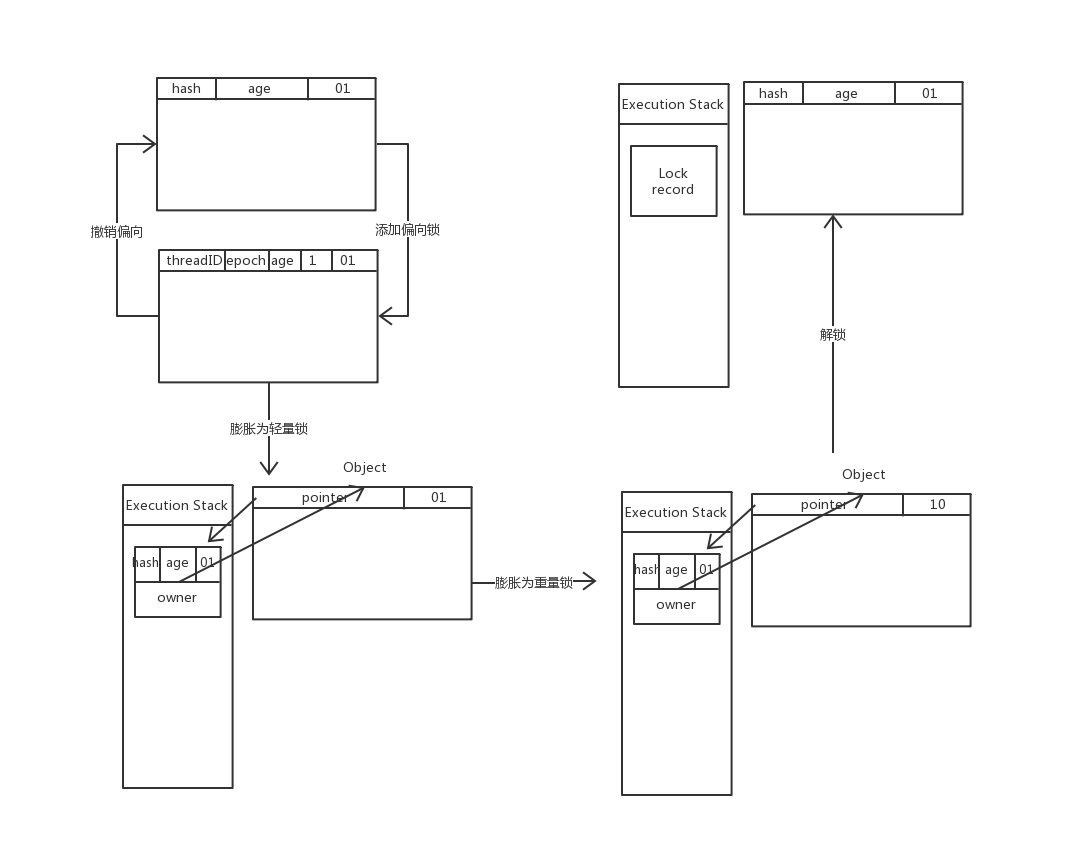 hash age 01
撤销偏向
添加偏向锁
threadID epoch age 1 01
膨胀为轻量锁
Object
Execution Stack
pointer 01
hash age 01
owner
膨胀为重量锁
Execution Stack
hash age 01
Lock
record
解锁
Object
Execution Stack
pointer 10
hash age 01
owner